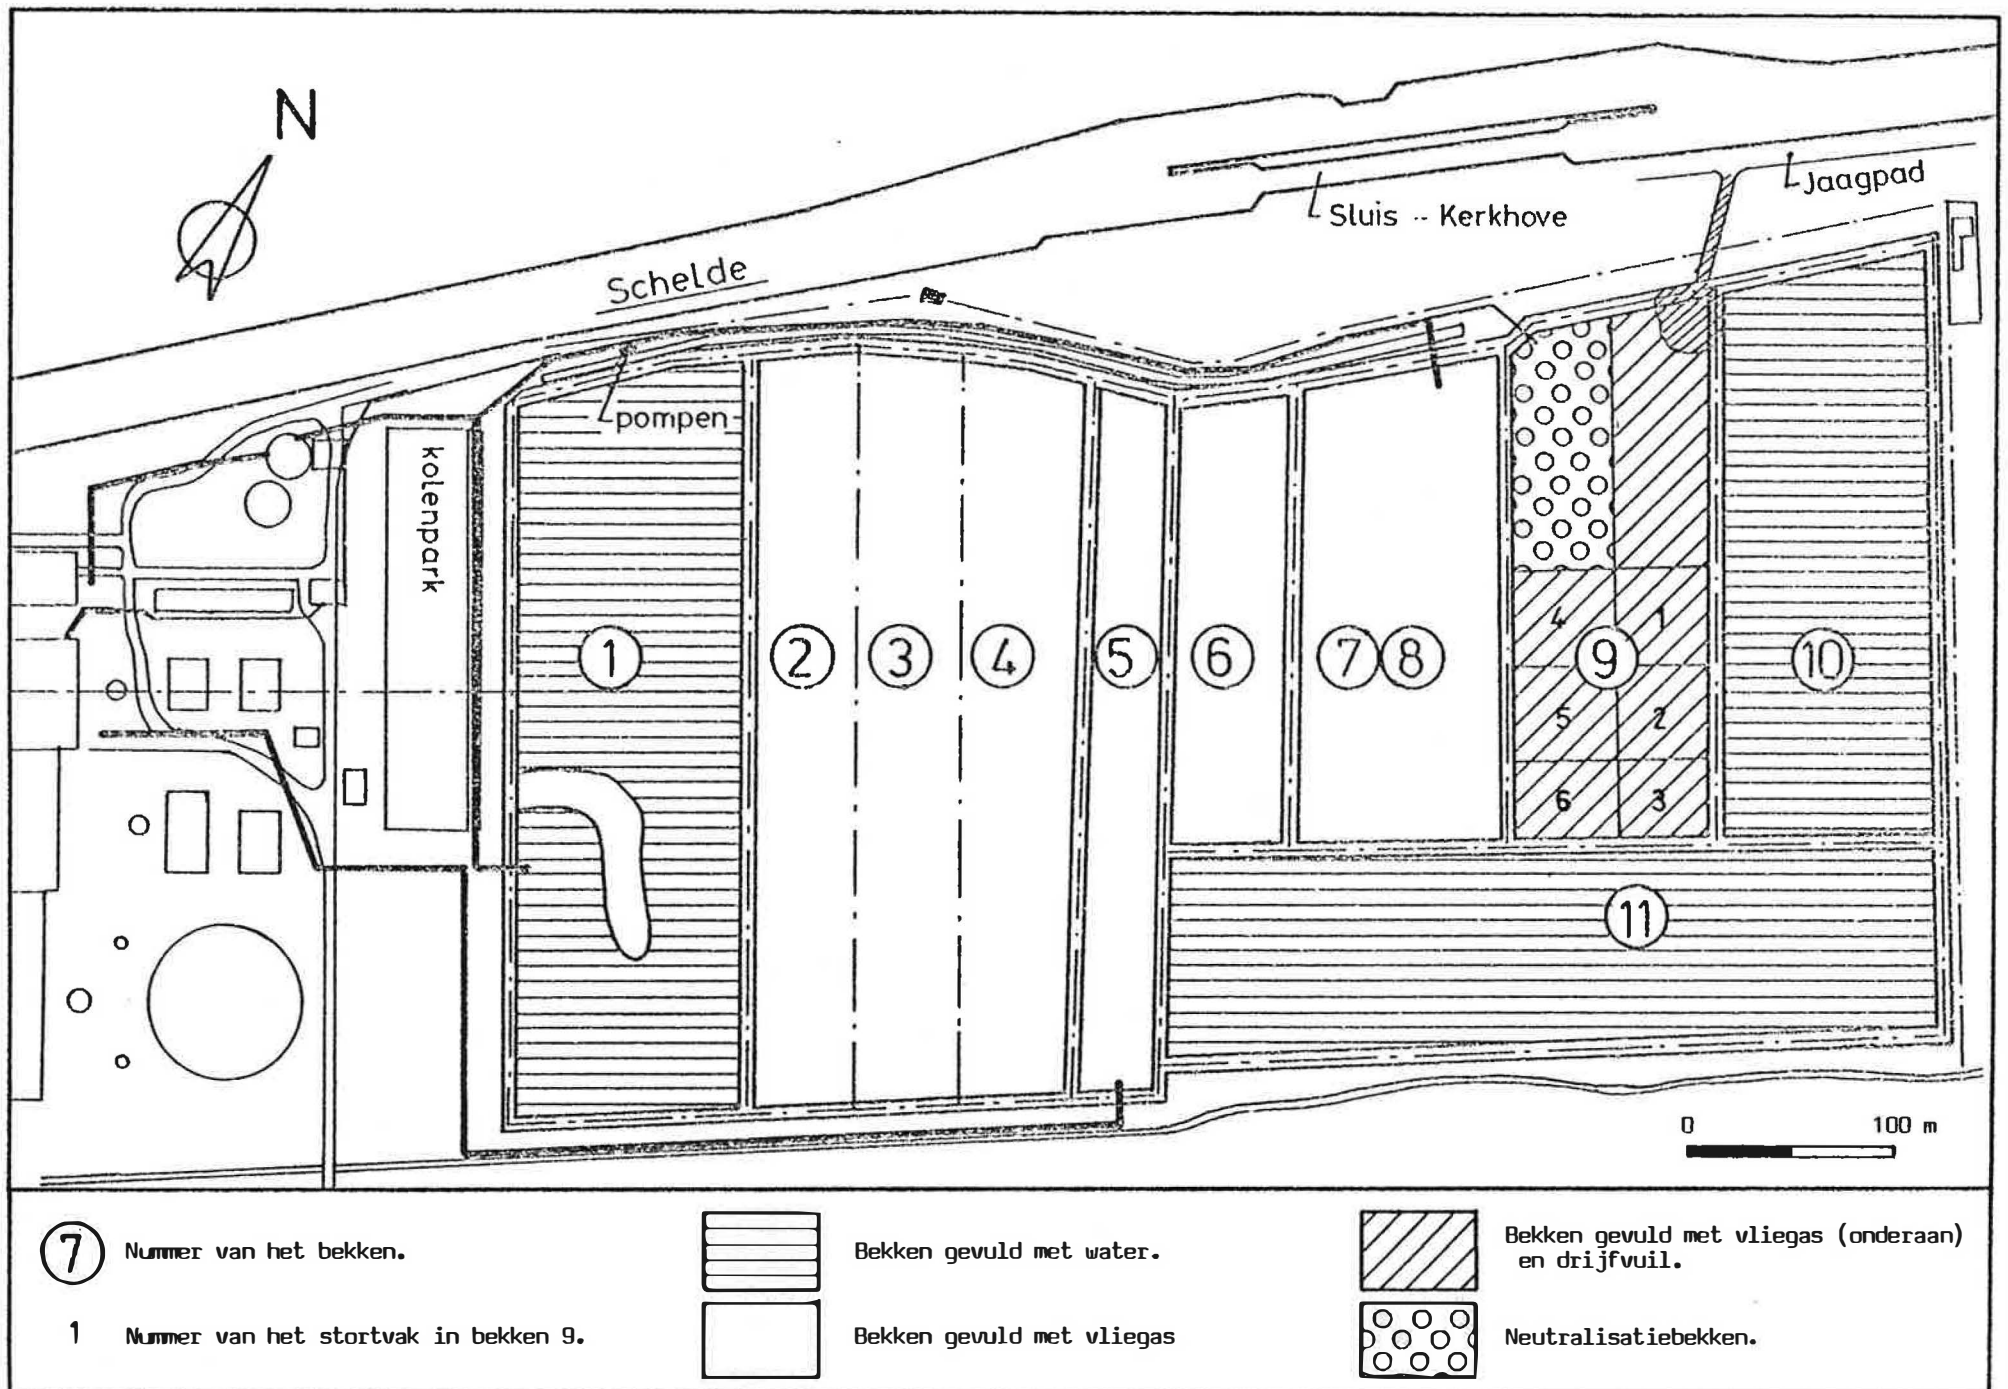 N
Jaagpad
Sluis -- Kerkhove
Schelde
pompen
kolenpark
1
2
3
4
5
6
7
8
9
10
11
4
1
5
2
6
3
0 100 m
7 Nummer van het bekken.
1 Nummer van het stortvak in bekken 9.
Bekken gevuld met water.
Bekken gevuld met vliegas
Bekken gevuld met vliegas (onderaan)
en drijfvuil.
Neutralisatiebekken.